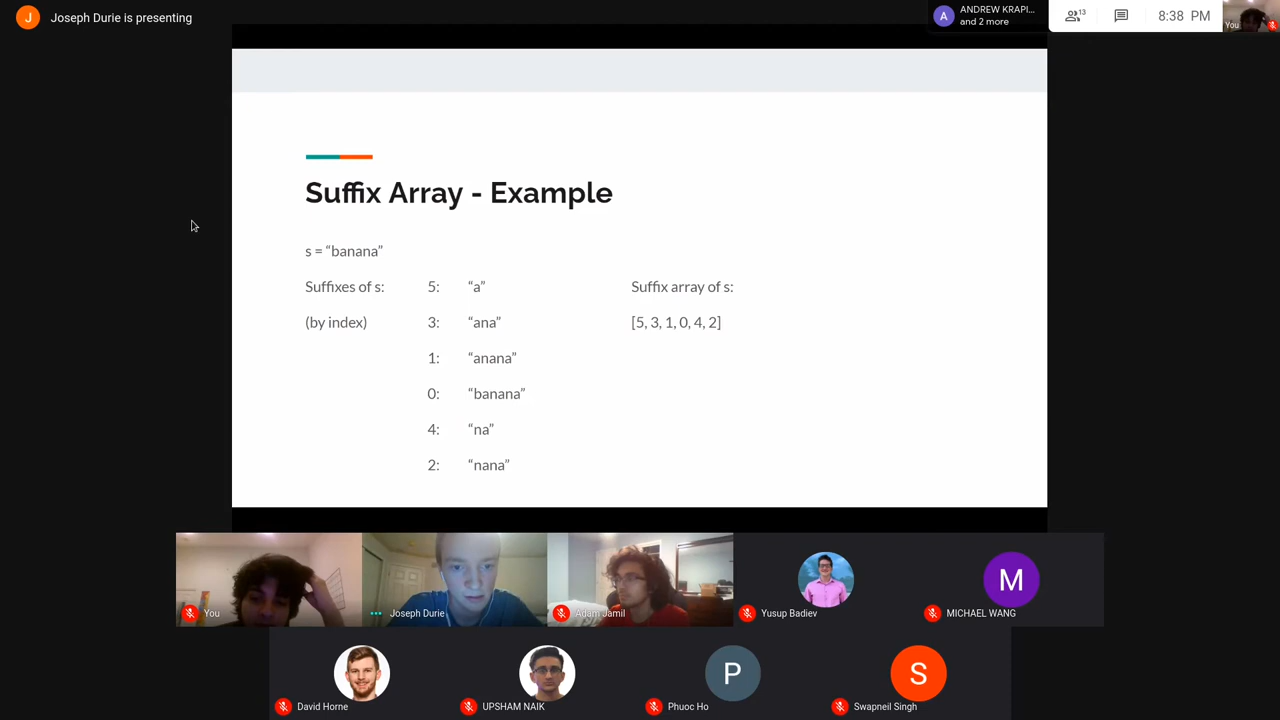 J Joseph Durie is presenting
A ANDREW KRAPI...
and 2 more
13
8:38 PM
You
Suffix Array - Example
s = “banana”
Suffixes of s: 5: “a” Suffix array of s:
(by index) 3: “ana” [5, 3, 1, 0, 4, 2]
1: “anana”
0: “banana”
4: “na”
2: “nana”
You
Joseph Durie
Adam Jamil
Yusup Badiev
M
MICHAEL WANG
David Horne
UPSHAM NAIK
P
Phuoc Ho
S
Swapneil Singh